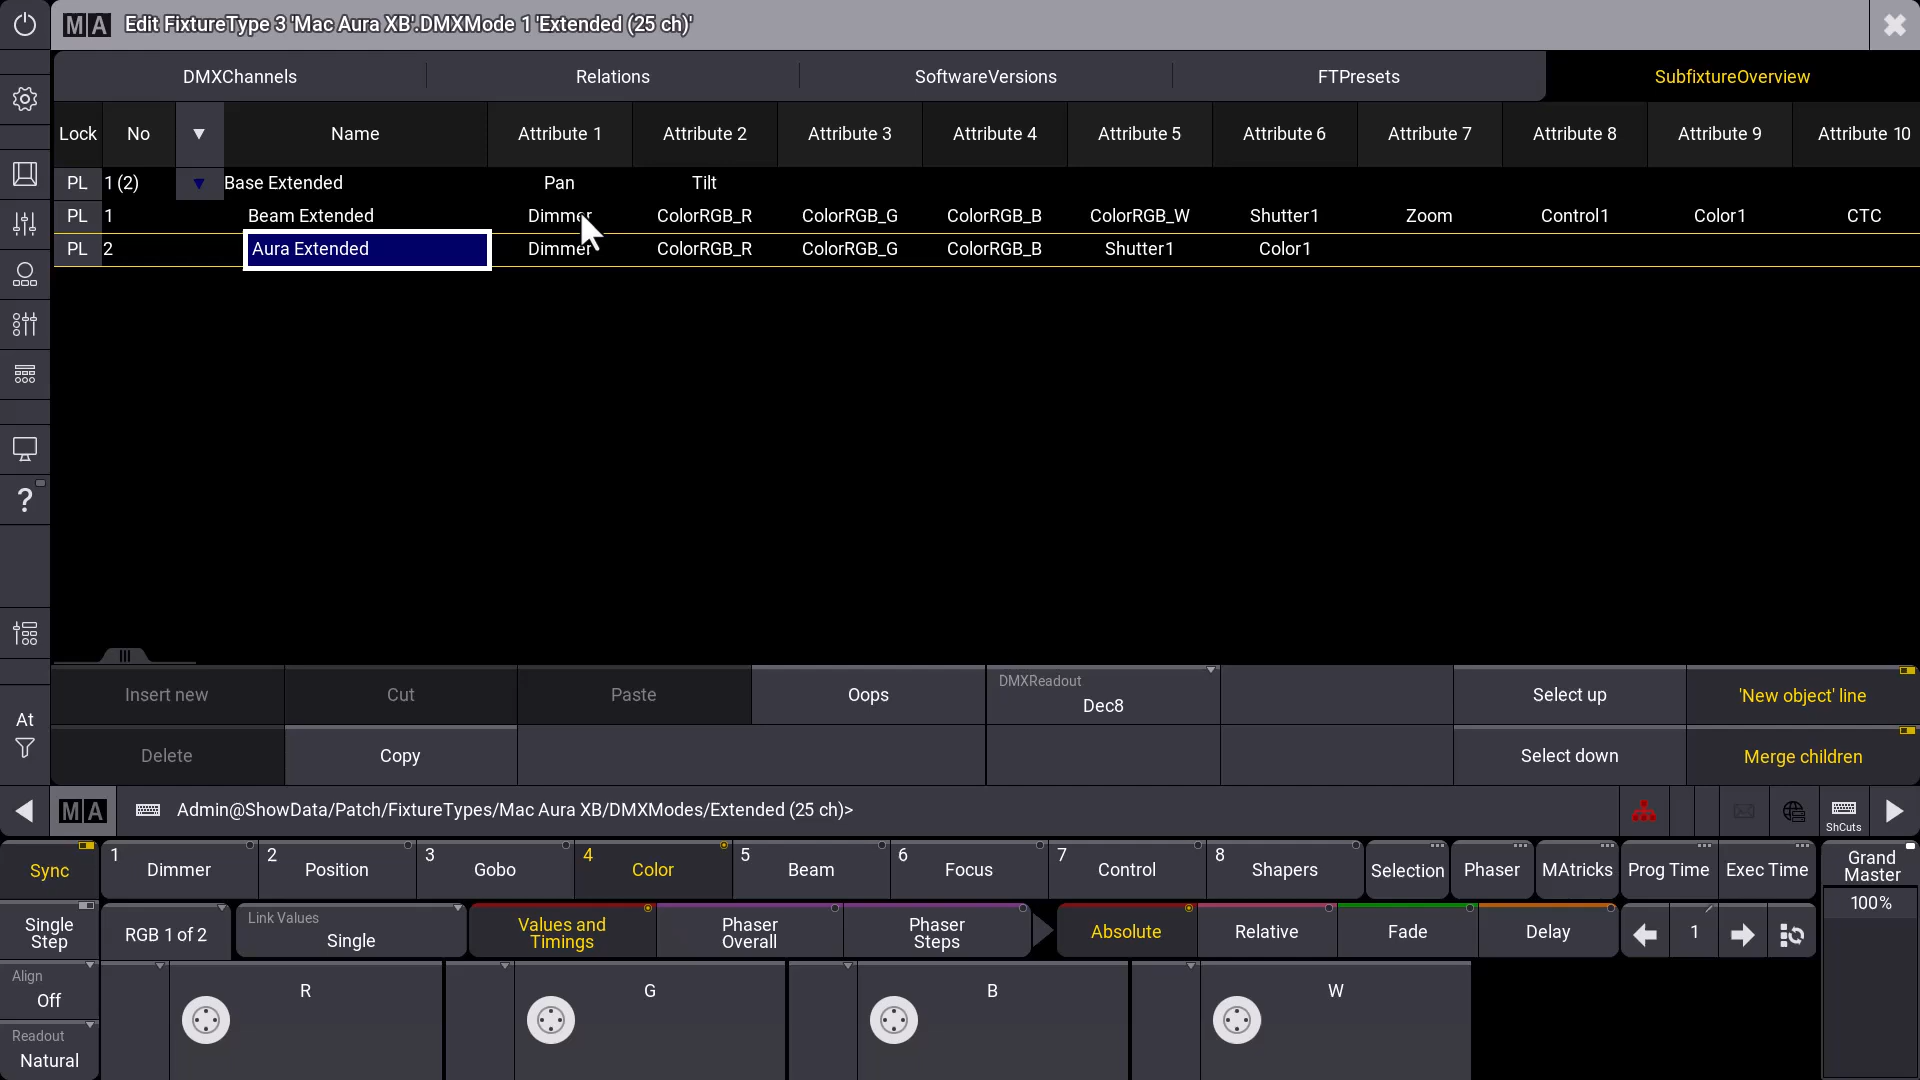 MA Edit FixtureType 3 'Mac Aura XB'.DMXMode 1 'Extended (25 ch)'
DMXChannels Relations SoftwareVersions FTPresets SubfixtureOverview
Lock No Name Attribute 1 Attribute 2 Attribute 3 Attribute 4 Attribute 5 Attribute 6 Attribute 7 Attribute 8 Attribute 9 Attribute 10
PL 1 (2) Base Extended Pan Tilt
PL 1 Beam Extended Dimmer ColorRGB_R ColorRGB_G ColorRGB_B ColorRGB_W Shutter1 Zoom Control1 Color1 CTC
PL 2 Aura Extended Dimmer ColorRGB_R ColorRGB_G ColorRGB_B Shutter1 Color1
?
Insert new Cut Paste Oops DMXReadout Dec8 Select up 'New object' line
At
Delete Copy Select down Merge children
MA Admin@ShowData/Patch/FixtureTypes/Mac Aura XB/DMXModes/Extended (25 ch)> ShCuts
Sync 1 Dimmer 2 Position 3 Gobo 4 Color 5 Beam 6 Focus 7 Control 8 Shapers Selection Phaser MAtricks Prog Time Exec Time Grand Master
100%
Single Step RGB 1 of 2 Link Values Single Values and Timings Phaser Overall Phaser Steps Absolute Relative Fade Delay 1
Align Off R G B W
Readout Natural